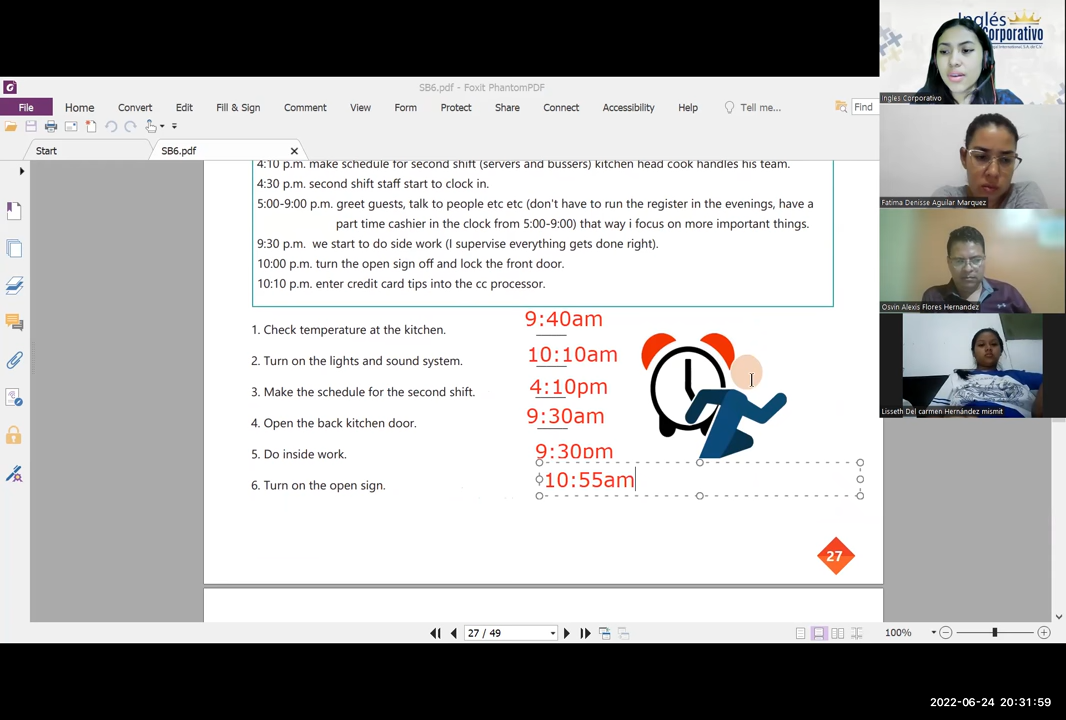 Inglés
Corporativo
SB6.pdf - Foxit PhantomPDF
File Home Convert Edit Fill & Sign Comment View Form Protect Share Connect Accessibility Help Tell me... Find
Ingles Corporativo
Start SB6.pdf
4:10 p.m. make schedule for second shift (servers and bussers) kitchen head cook handles his team.
4:30 p.m. second shift staff start to clock in.
5:00-9:00 p.m. greet guests, talk to people etc etc (don't have to run the register in the evenings, have a
part time cashier in the clock from 5:00-9:00) that way i focus on more important things.
9:30 p.m. we start to do side work (I supervise everything gets done right).
10:00 p.m. turn the open sign off and lock the front door.
10:10 p.m. enter credit card tips into the cc processor.
Fatima Denisse Aguilar Marquez
Osvin Alexis Flores Hernandez
1. Check temperature at the kitchen. 9:40am
2. Turn on the lights and sound system. 10:10am
3. Make the schedule for the second shift. 4:10pm
4. Open the back kitchen door. 9:30am
5. Do inside work. 9:30pm
6. Turn on the open sign. 10:55am
Lisseth Del carmen Hernández mismit
27
27 / 49
100%
2022-06-24 20:31:59